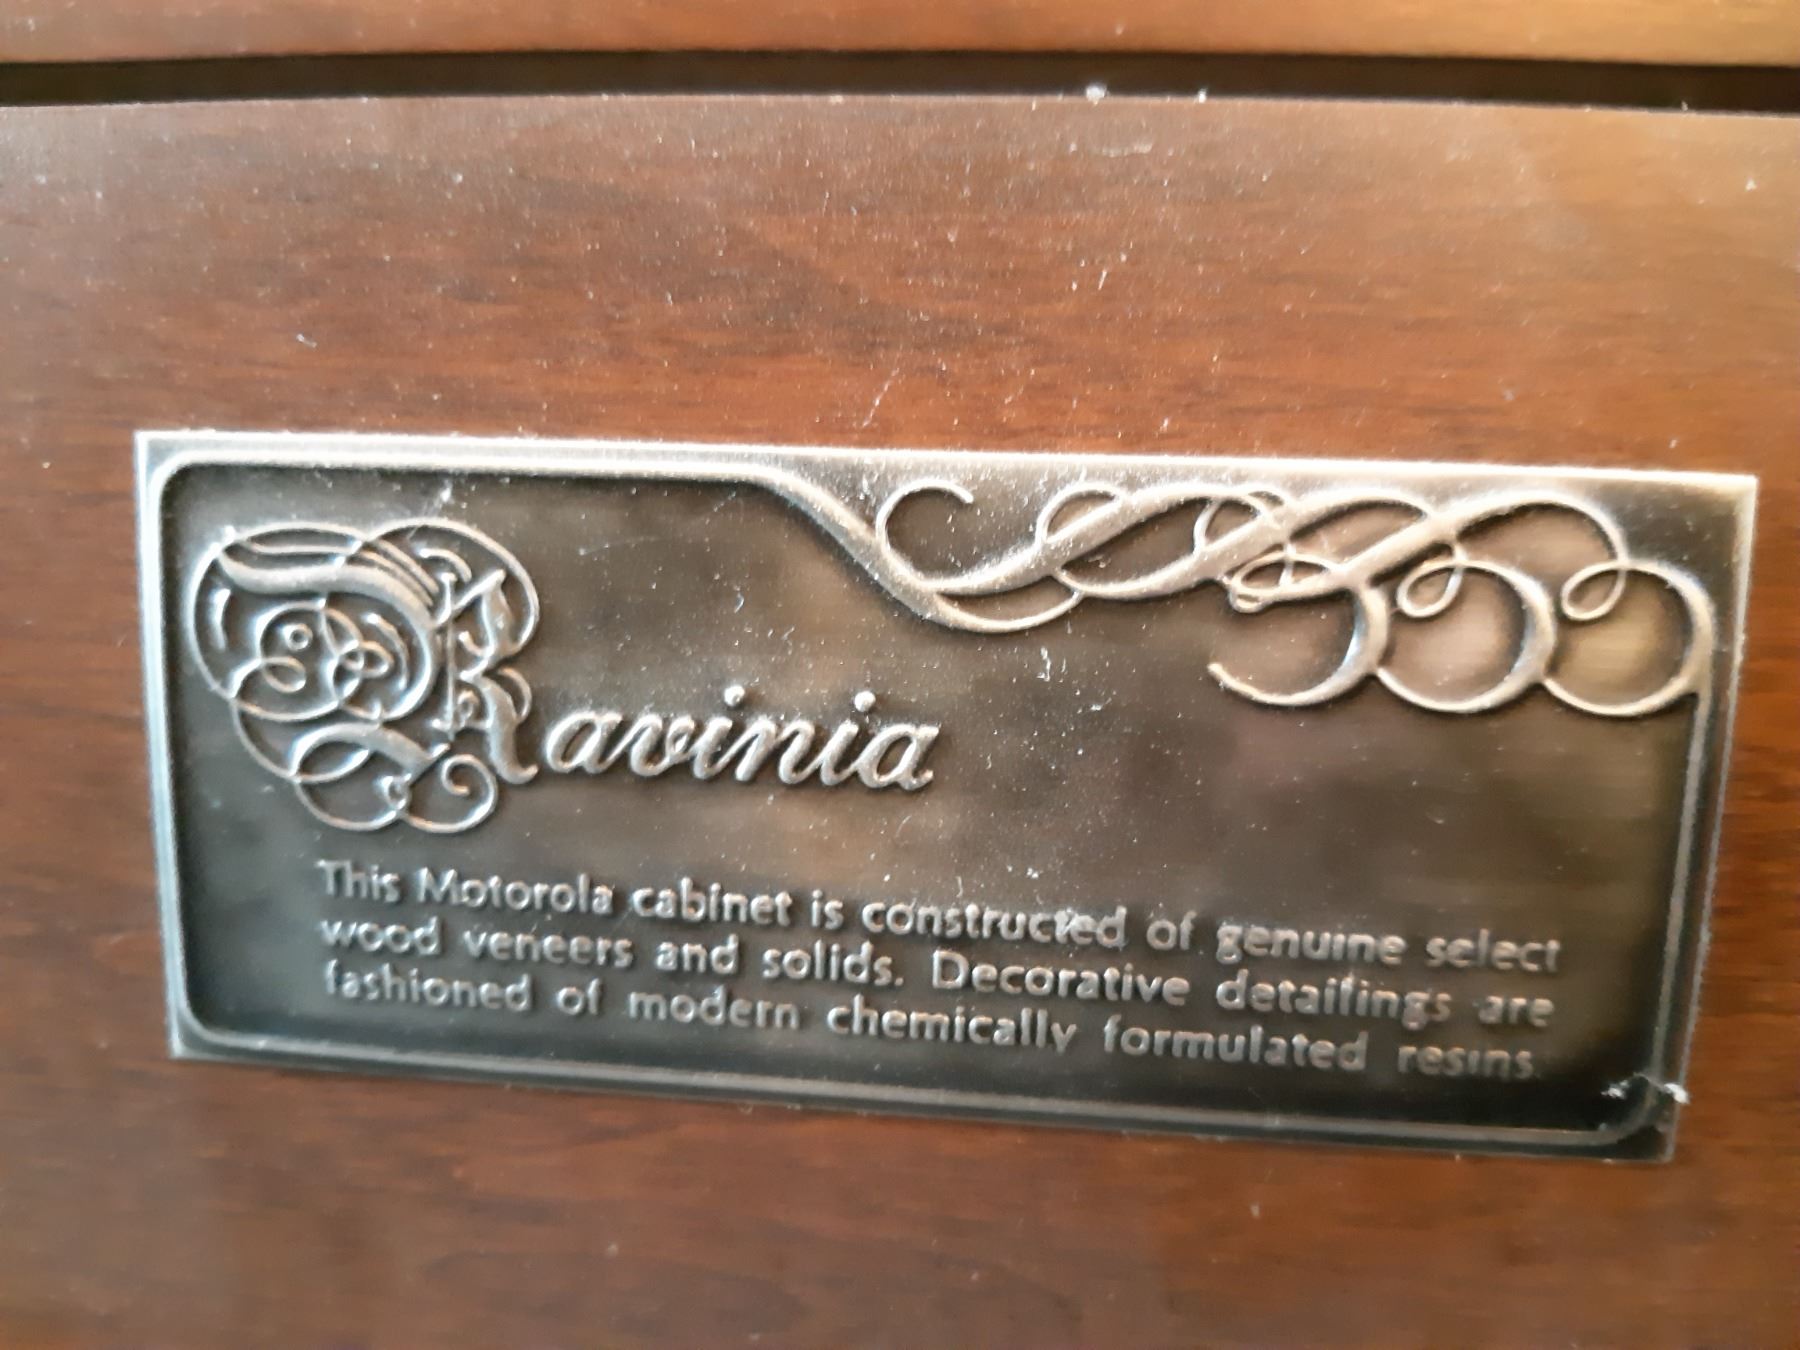 Ravinia
This Motorola cabinet is constructed of genuine select
wood veneers and solids. Decorative detailings are
fashioned of modern chemically formulated resins.